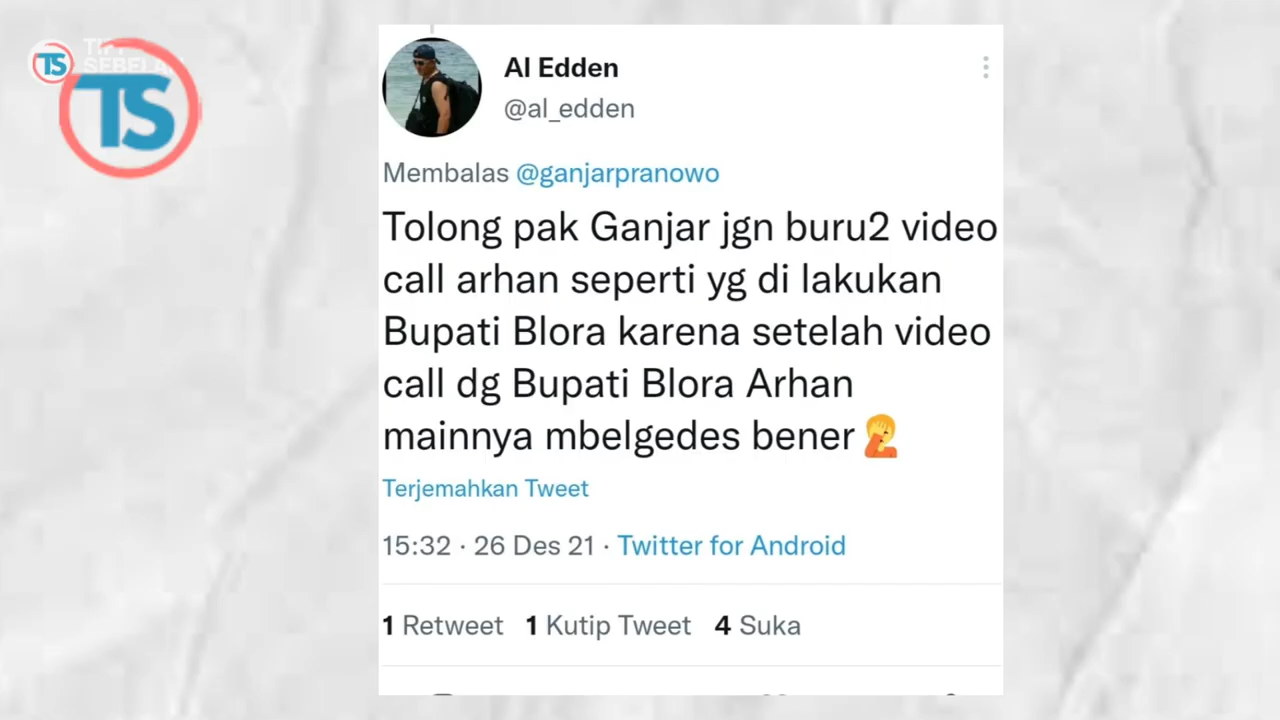 TS
TS
Al Edden
@al_edden
Membalas @ganjarpranowo
Tolong pak Ganjar jgn buru2 video
call arhan seperti yg di lakukan
Bupati Blora karena setelah video
call dg Bupati Blora Arhan
mainnya mbelgedes bener
Terjemahkan Tweet
15:32 · 26 Des 21 · Twitter for Android
1 Retweet 1 Kutip Tweet 4 Suka